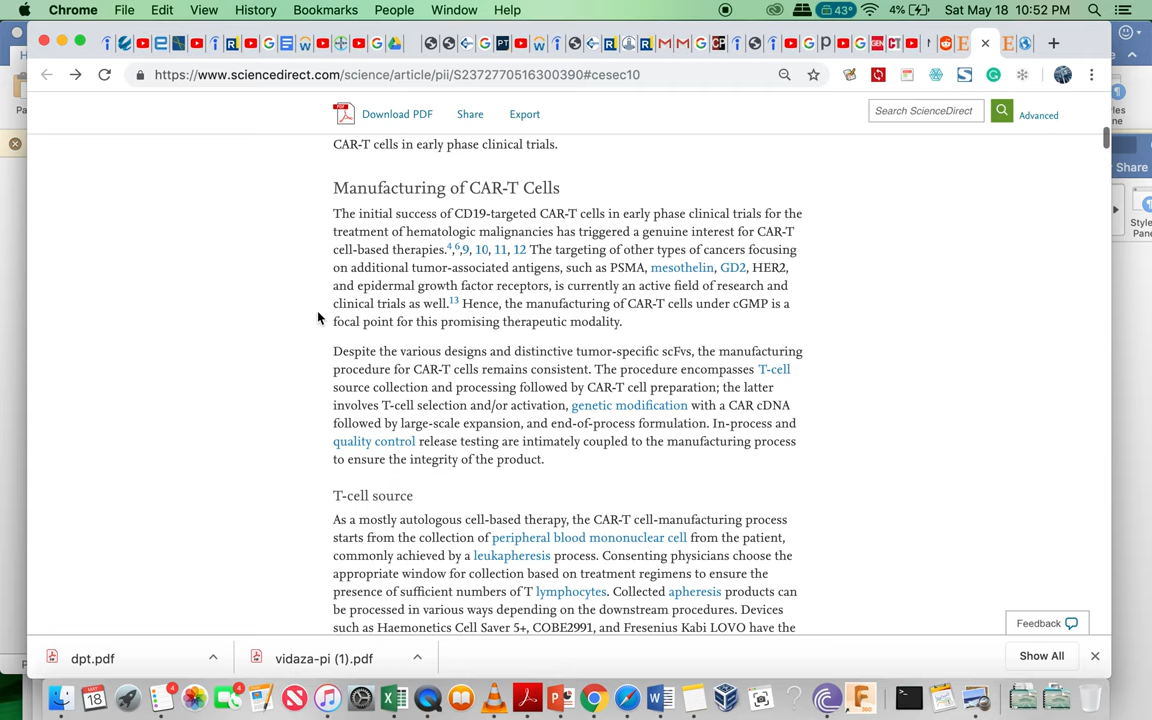 Chrome File Edit View History Bookmarks People Window Help 43° 4% Sat May 18 10:52 PM
https://www.sciencedirect.com/science/article/pii/S2372770516300390#cesec10
Download PDF Share Export Search ScienceDirect Advanced
CAR-T cells in early phase clinical trials.
Manufacturing of CAR-T Cells
The initial success of CD19-targeted CAR-T cells in early phase clinical trials for the
treatment of hematologic malignancies has triggered a genuine interest for CAR-T
cell-based therapies.4,6,9, 10, 11, 12 The targeting of other types of cancers focusing
on additional tumor-associated antigens, such as PSMA, mesothelin, GD2, HER2,
and epidermal growth factor receptors, is currently an active field of research and
clinical trials as well.13 Hence, the manufacturing of CAR-T cells under cGMP is a
focal point for this promising therapeutic modality.
Despite the various designs and distinctive tumor-specific scFvs, the manufacturing
procedure for CAR-T cells remains consistent. The procedure encompasses T-cell
source collection and processing followed by CAR-T cell preparation; the latter
involves T-cell selection and/or activation, genetic modification with a CAR cDNA
followed by large-scale expansion, and end-of-process formulation. In-process and
quality control release testing are intimately coupled to the manufacturing process
to ensure the integrity of the product.
T-cell source
As a mostly autologous cell-based therapy, the CAR-T cell-manufacturing process
starts from the collection of peripheral blood mononuclear cell from the patient,
commonly achieved by a leukapheresis process. Consenting physicians choose the
appropriate window for collection based on treatment regimens to ensure the
presence of sufficient numbers of T lymphocytes. Collected apheresis products can
be processed in various ways depending on the downstream procedures. Devices
such as Haemonetics Cell Saver 5+, COBE2991, and Fresenius Kabi LOVO have the
Feedback
Share
Pane
dpt.pdf vidaza-pi (1).pdf Show All